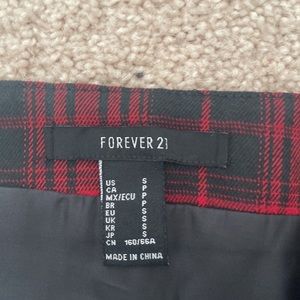 FOREVER 21
US S
CA P
MX/ECU P
BR P
EU S
UK S
KR S
JP S
CN 160/66A
MADE IN CHINA